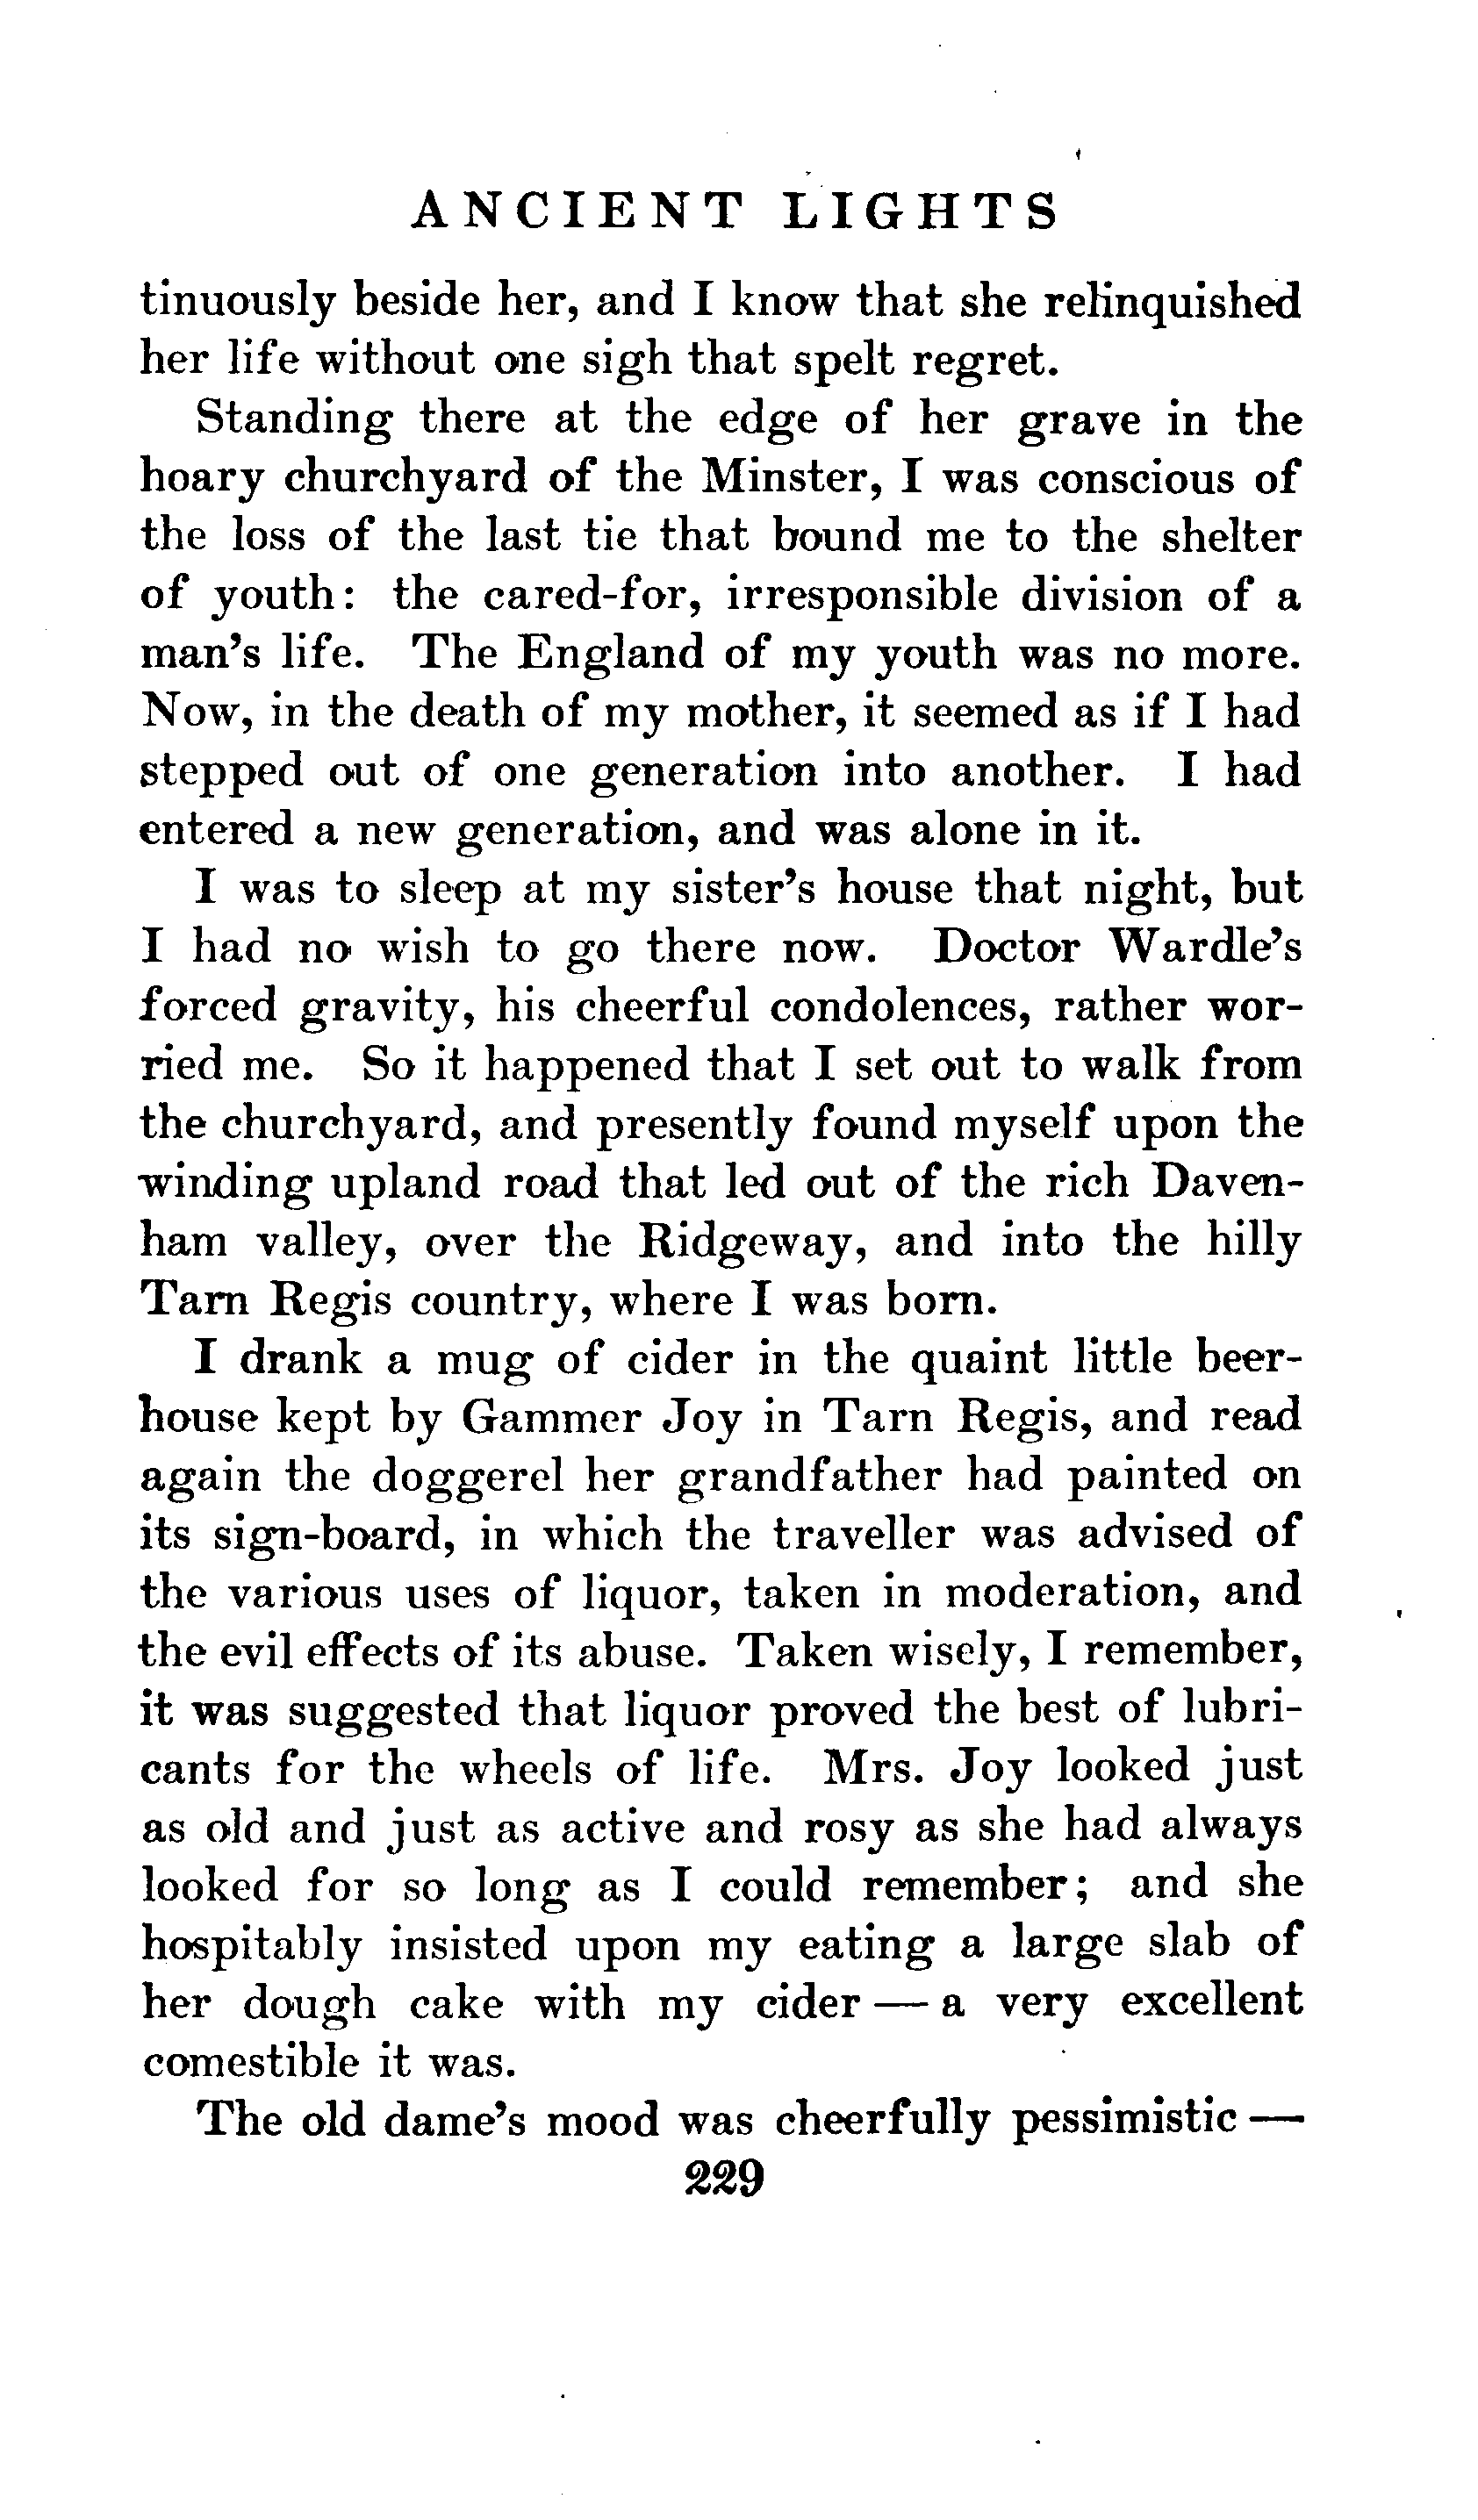 ANCIENT LIGHTS
tinuously beside her, and I know that she relinquished
her life without one sigh that spelt regret.
Standing there at the edge of her grave in the
hoary churchyard of the Minster, I was conscious of
the loss of the last tie that bound me to the shelter
of youth: the cared-for, irresponsible division of a
man's life. The England of my youth was no more.
Now, in the death of my mother, it seemed as if I had
stepped out of one generation into another. I had
entered a new generation, and was alone in it.
I was to sleep at my sister's house that night, but
I had no wish to go there now. Doctor Wardle's
forced gravity, his cheerful condolences, rather wor-
ried me. So it happened that I set out to walk from
the churchyard, and presently found myself upon the
winding upland road that led out of the rich Daven-
ham valley, over the Ridgeway, and into the hilly
Tarn Regis country, where I was born.
I drank a mug of cider in the quaint little beer-
house kept by Gammer Joy in Tarn Regis, and read
again the doggerel her grandfather had painted on
its sign-board, in which the traveller was advised of
the various uses of liquor, taken in moderation, and
the evil effects of its abuse. Taken wisely, I remember,
it was suggested that liquor proved the best of lubri-
cants for the wheels of life. Mrs. Joy looked just
as old and just as active and rosy as she had always
looked for so long as I could remember; and she
hospitably insisted upon my eating a large slab of
her dough cake with my cider — a very excellent
comestible it was.
The old dame's mood was cheerfully pessimistic —
229